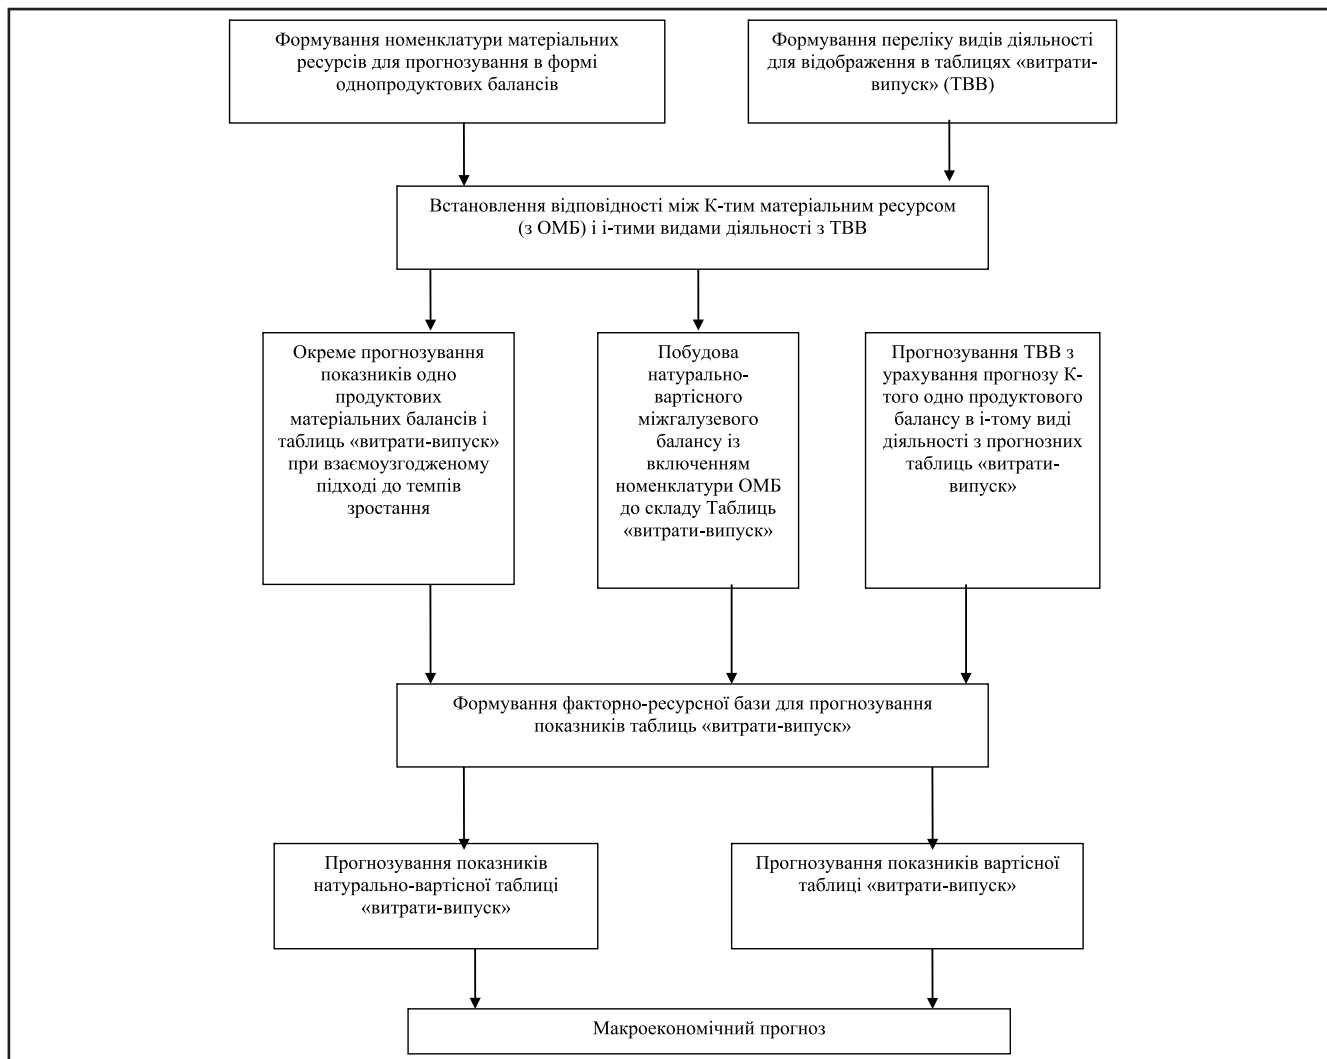 Формування номенклатури матеріальних
ресурсів для прогнозування в формі
однопродуктових балансів
Формування переліку видів діяльності
для відображення в таблицях «витрати-
випуск» (ТВВ)
Встановлення відповідності між К-тим матеріальним ресурсом
(з ОМБ) і і-тими видами діяльності з ТВВ
Окреме прогнозування
показників одно
продуктових
матеріальних балансів і
таблиць «витрати-випуск»
при взаємоузгодженому
підході до темпів
зростання
Побудова
натурально-
вартісного
міжгалузевого
балансу із
включенням
номенклатури ОМБ
до складу Таблиць
«витрати-випуск»
Прогнозування ТВВ з
урахування прогнозу К-
того одно продуктового
балансу в і-тому виді
діяльності з прогнозних
таблиць «витрати-
випуск»
Формування факторно-ресурсної бази для прогнозування
показників таблиць «витрати-випуск»
Прогнозування показників
натурально-вартісної таблиці
«витрати-випуск»
Прогнозування показників вартісної
таблиці «витрати-випуск»
Макроекономічний прогноз